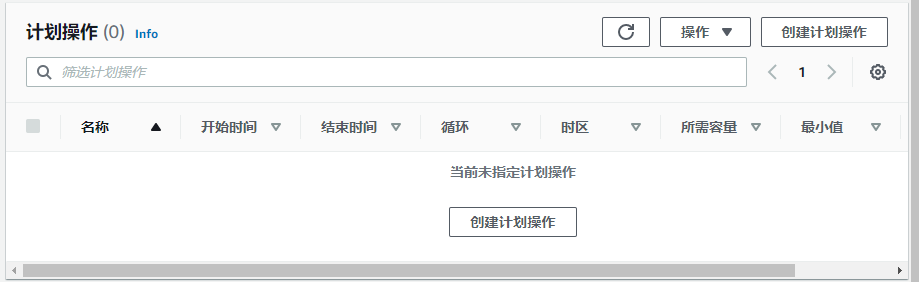 计划操作 (0) Info
操作
创建计划操作
筛选计划操作
1
名称 开始时间 结束时间 循环 时区 所需容量 最小值
当前未指定计划操作
创建计划操作